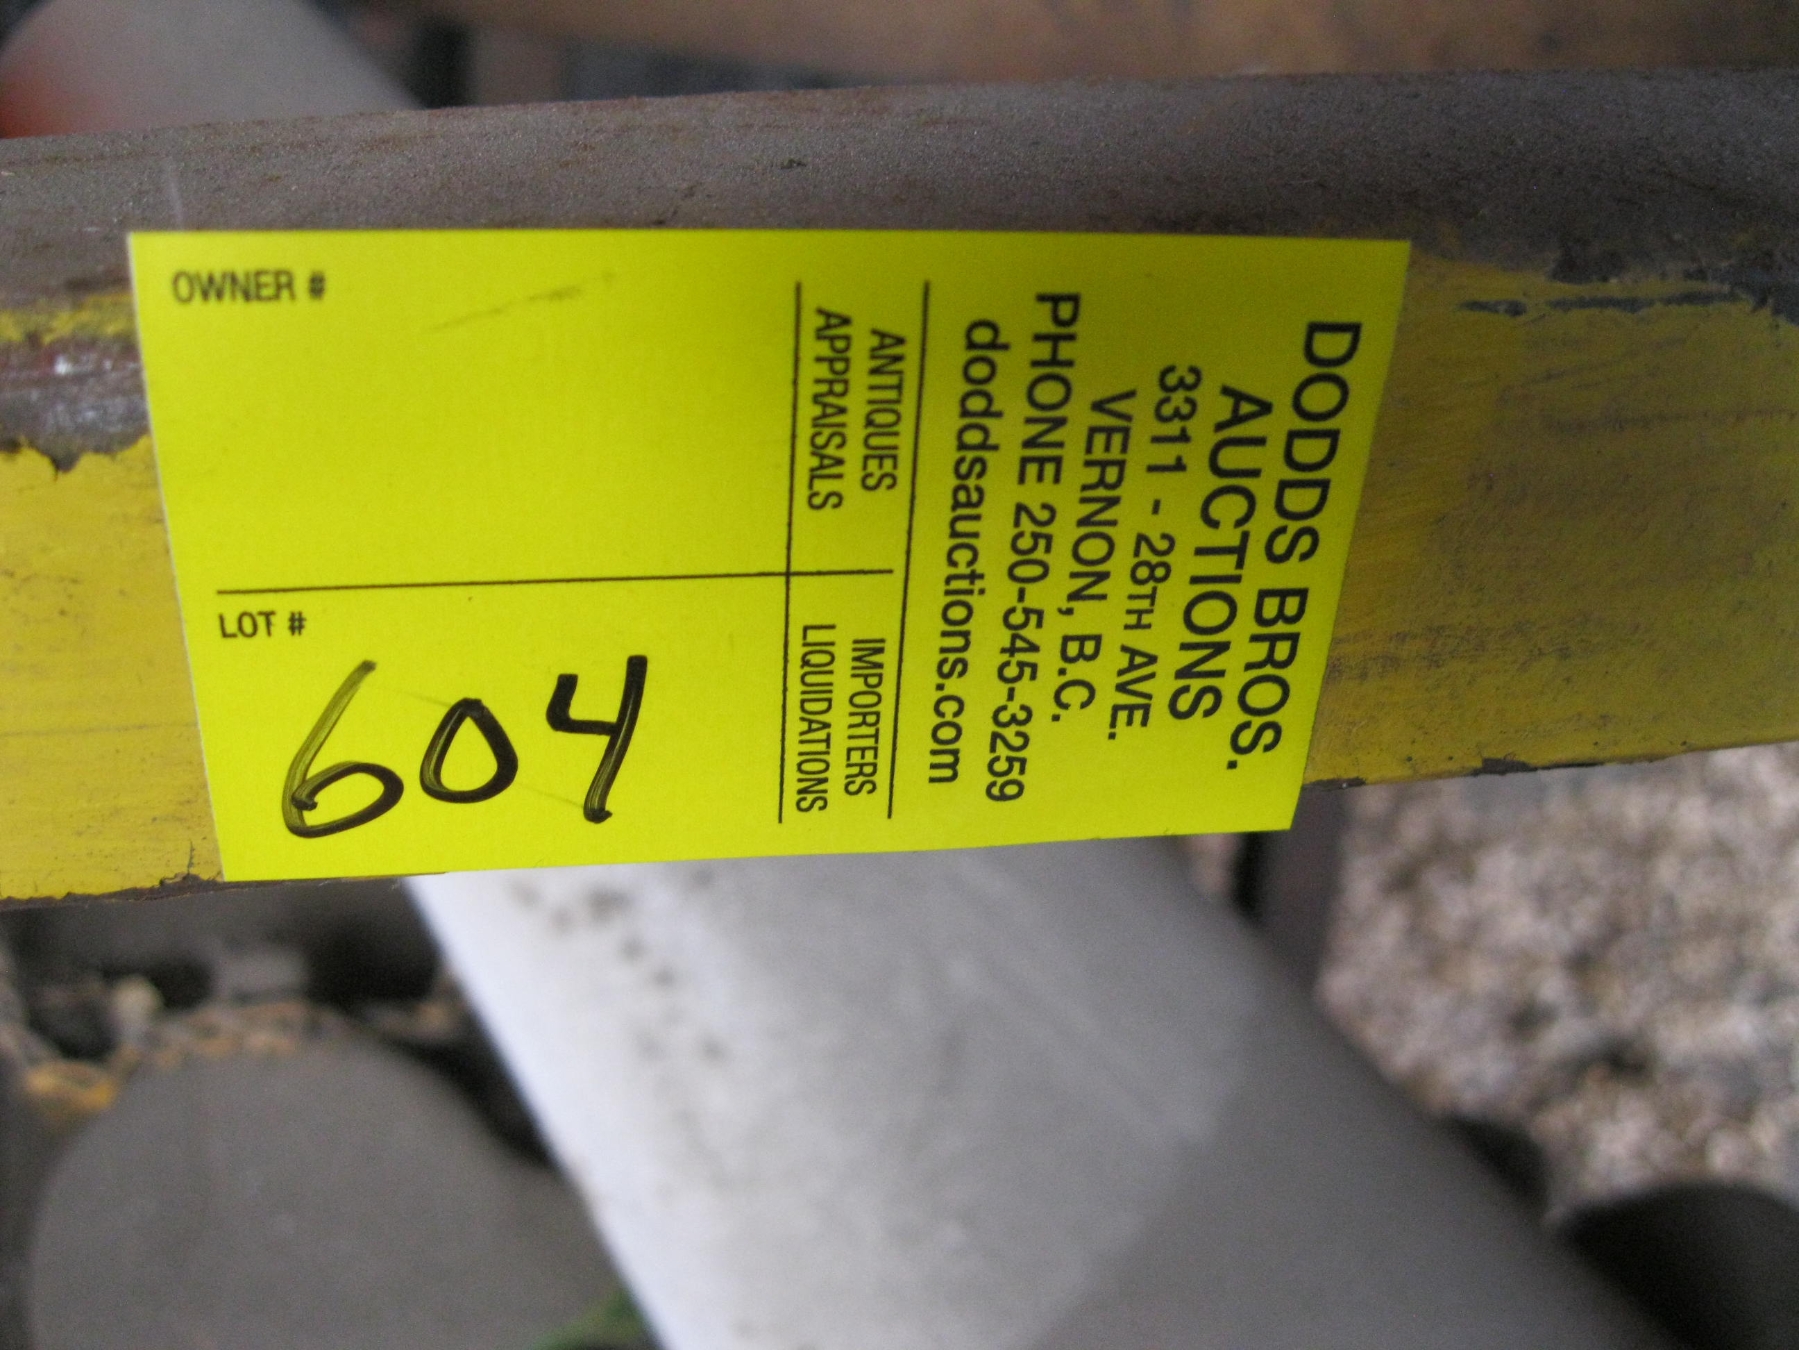 DODDS BROS.
AUCTIONS
3311 - 28TH AVE.
VERNON, B.C.
PHONE 250-545-3259
doddsauctions.com
ANTIQUES
APPRAISALS
IMPORTERS
LIQUIDATIONS
OWNER #
LOT #
604